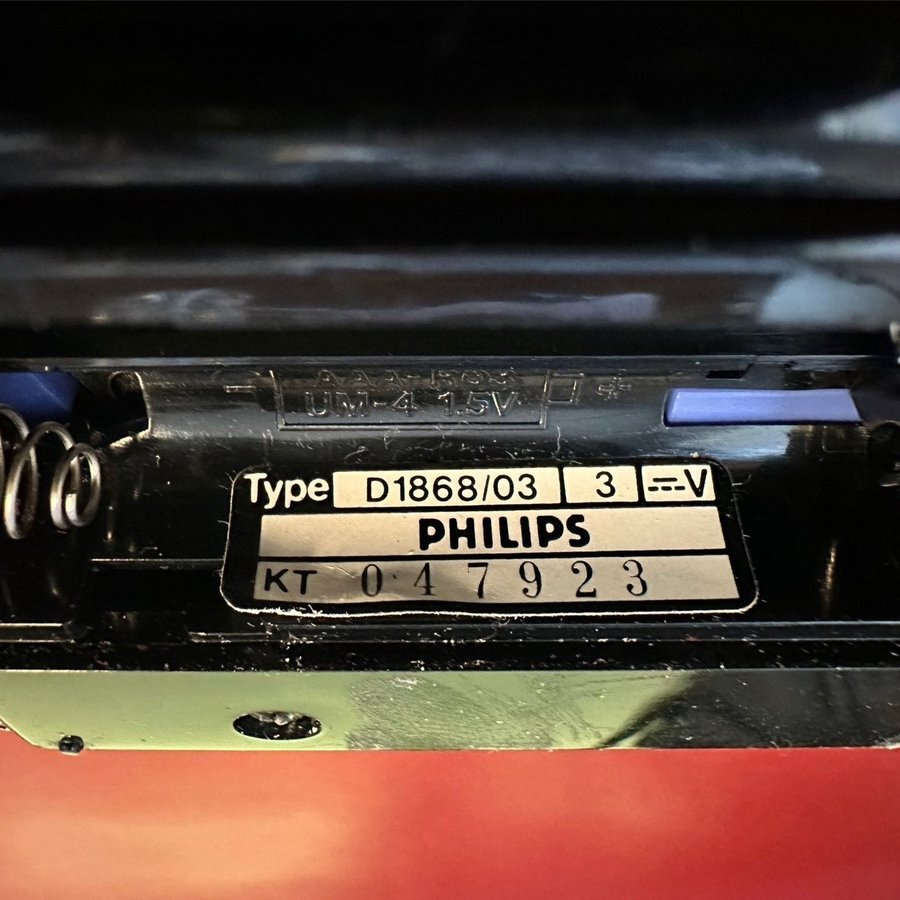 - AAA-R03 +
UM-4 1.5V
Type D1868/03 3 ⎓V
PHILIPS
KT 047923